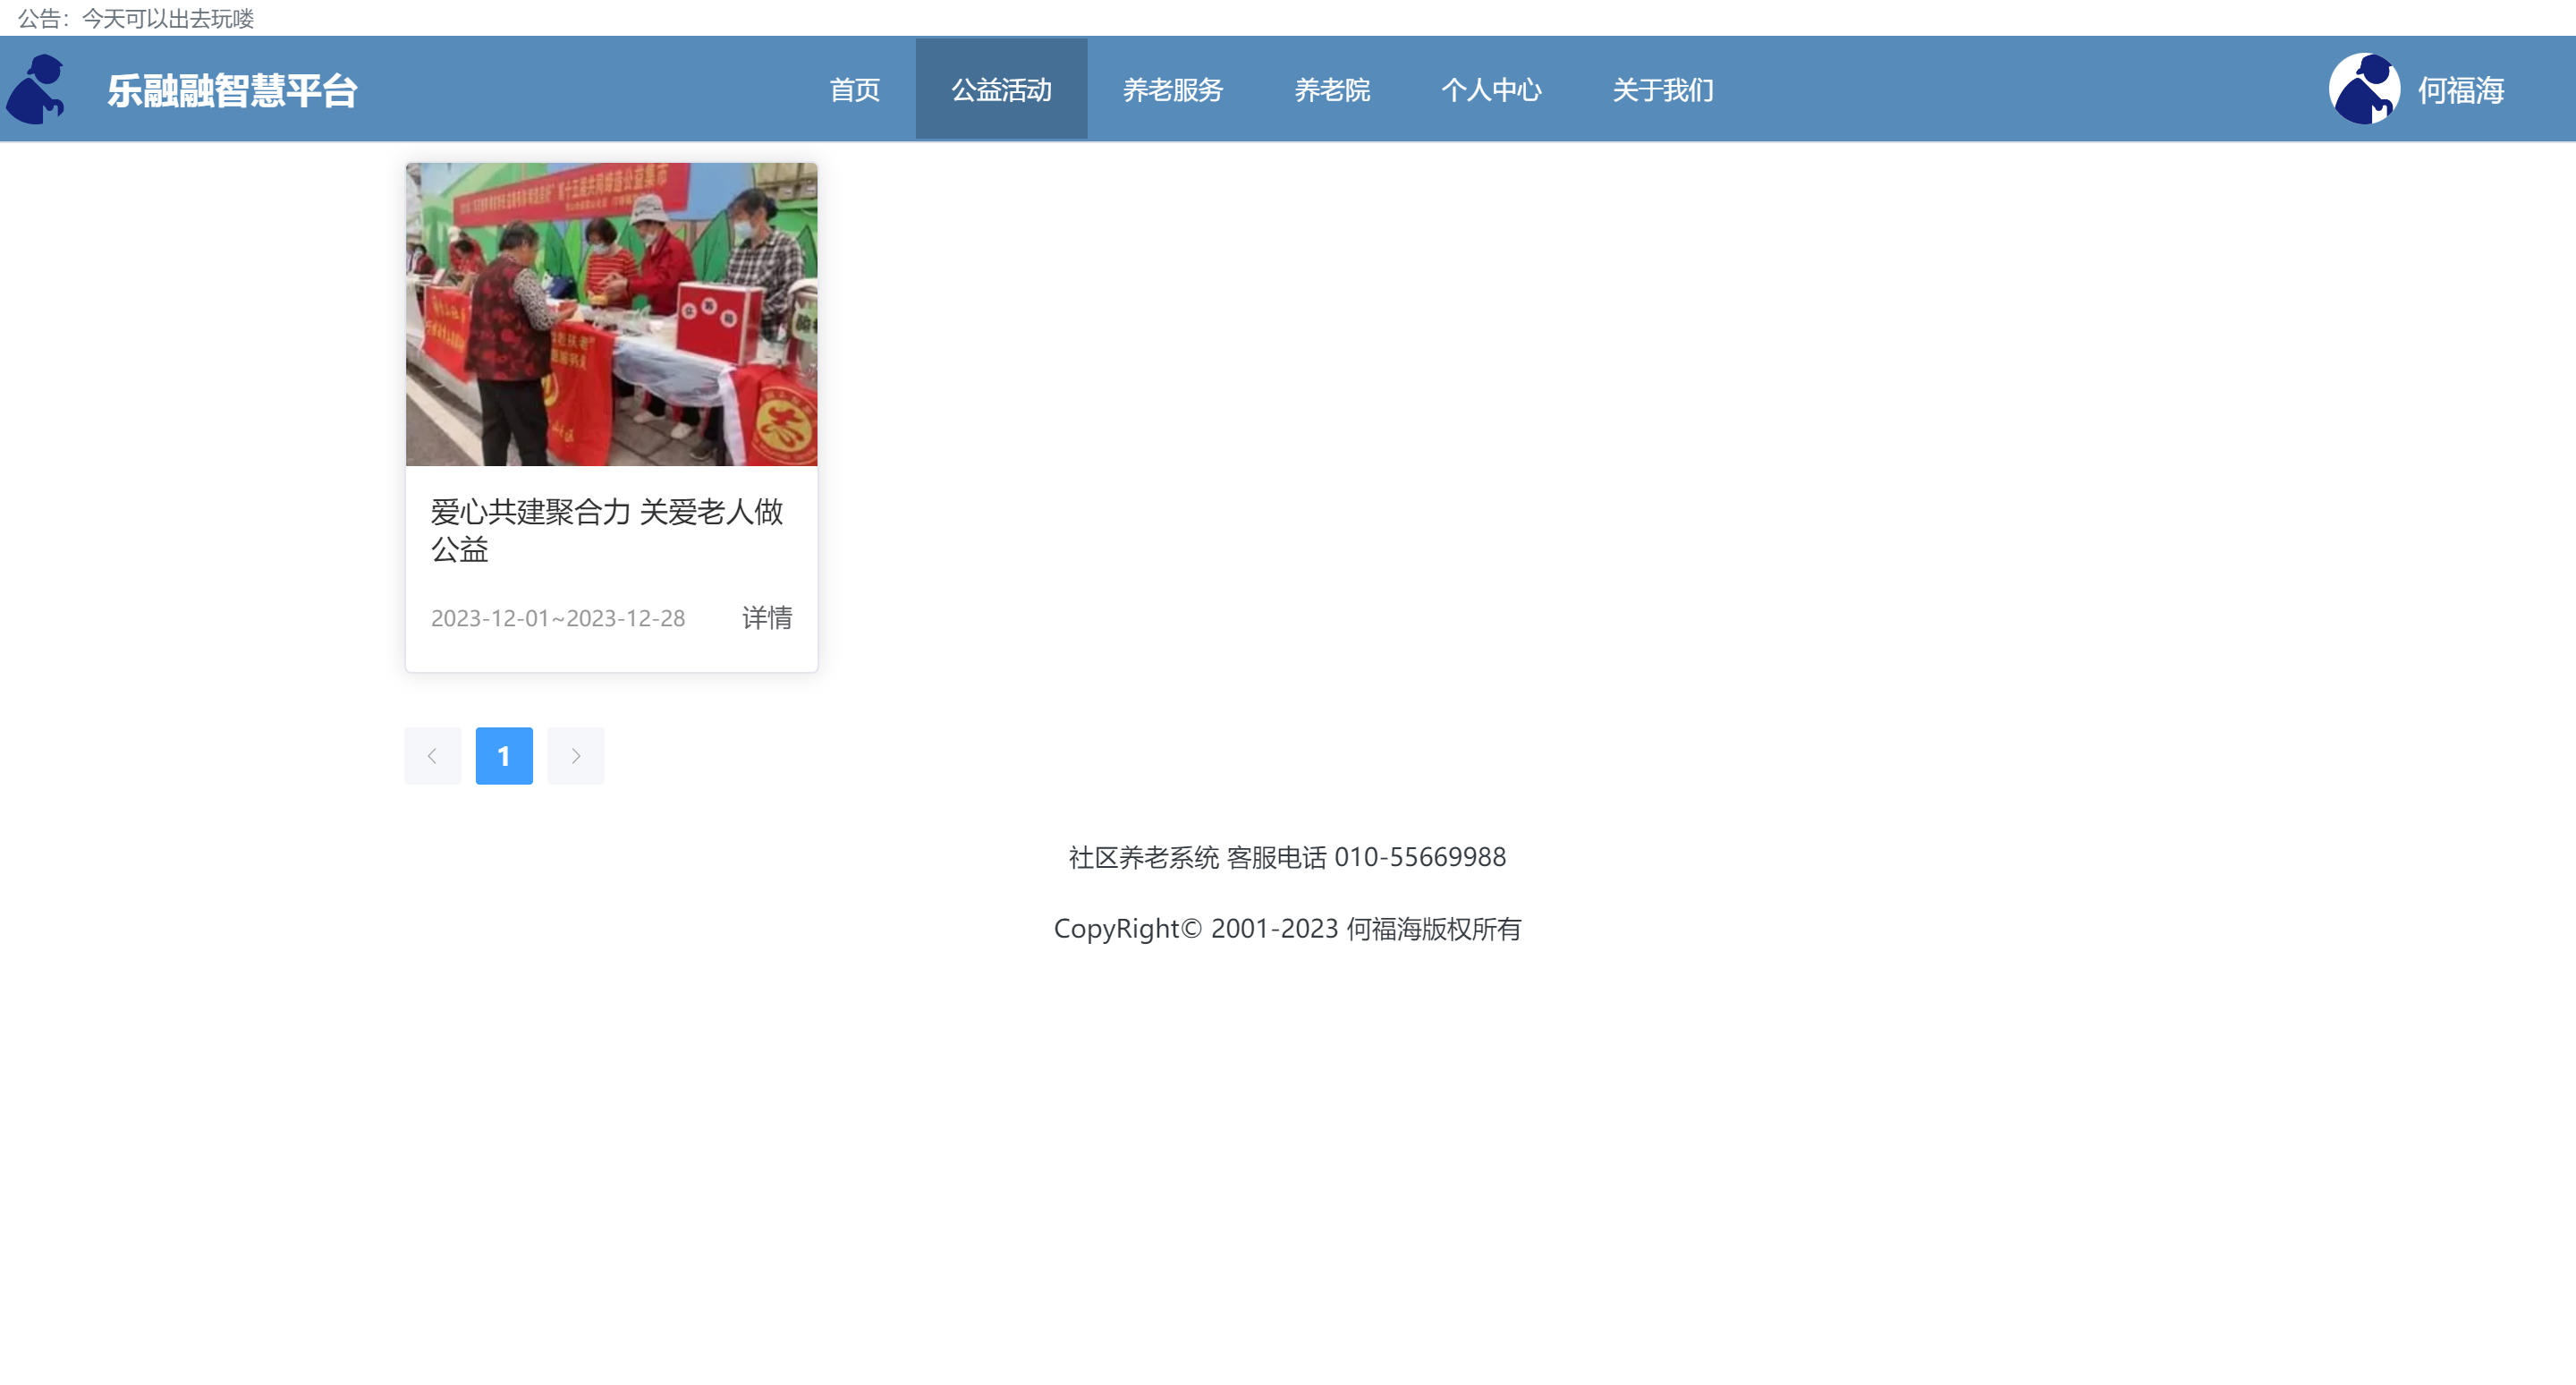 公告：今天可以出去玩喽
乐融融智慧平台
首页 公益活动 养老服务 养老院 个人中心 关于我们
何福海
爱心共建聚合力 关爱老人做
公益
2023-12-01~2023-12-28 详情
1
社区养老系统 客服电话 010-55669988
CopyRight© 2001-2023 何福海版权所有